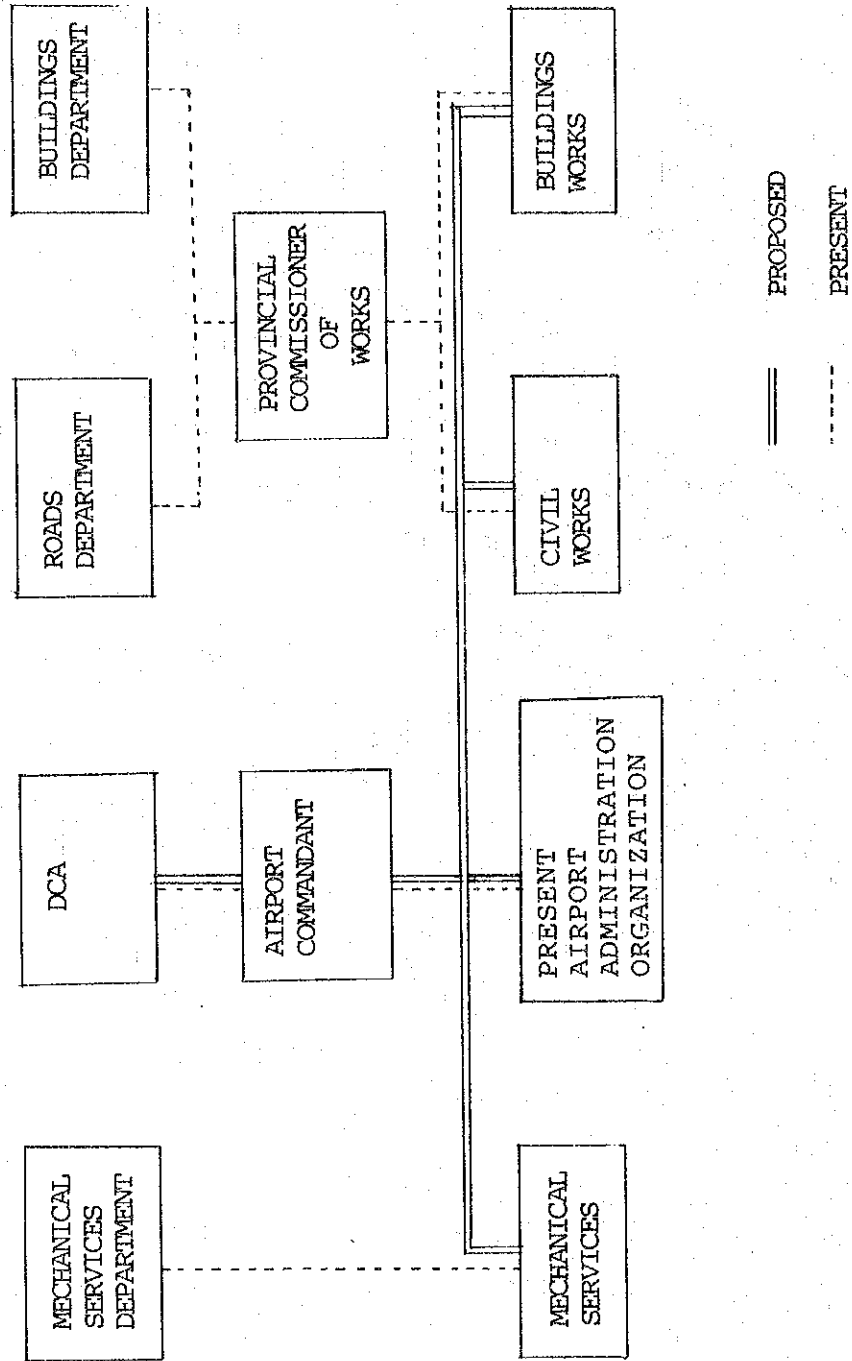 MECHANICAL
SERVICES
DEPARTMENT
DCA
ROADS
DEPARTMENT
BUILDINGS
DEPARTMENT
AIRPORT
COMMANDANT
PROVINCIAL
COMMISSIONER
OF
WORKS
MECHANICAL
SERVICES
PRESENT
AIRPORT
ADMINISTRATION
ORGANIZATION
CIVIL
WORKS
BUILDINGS
WORKS
PROPOSED
PRESENT